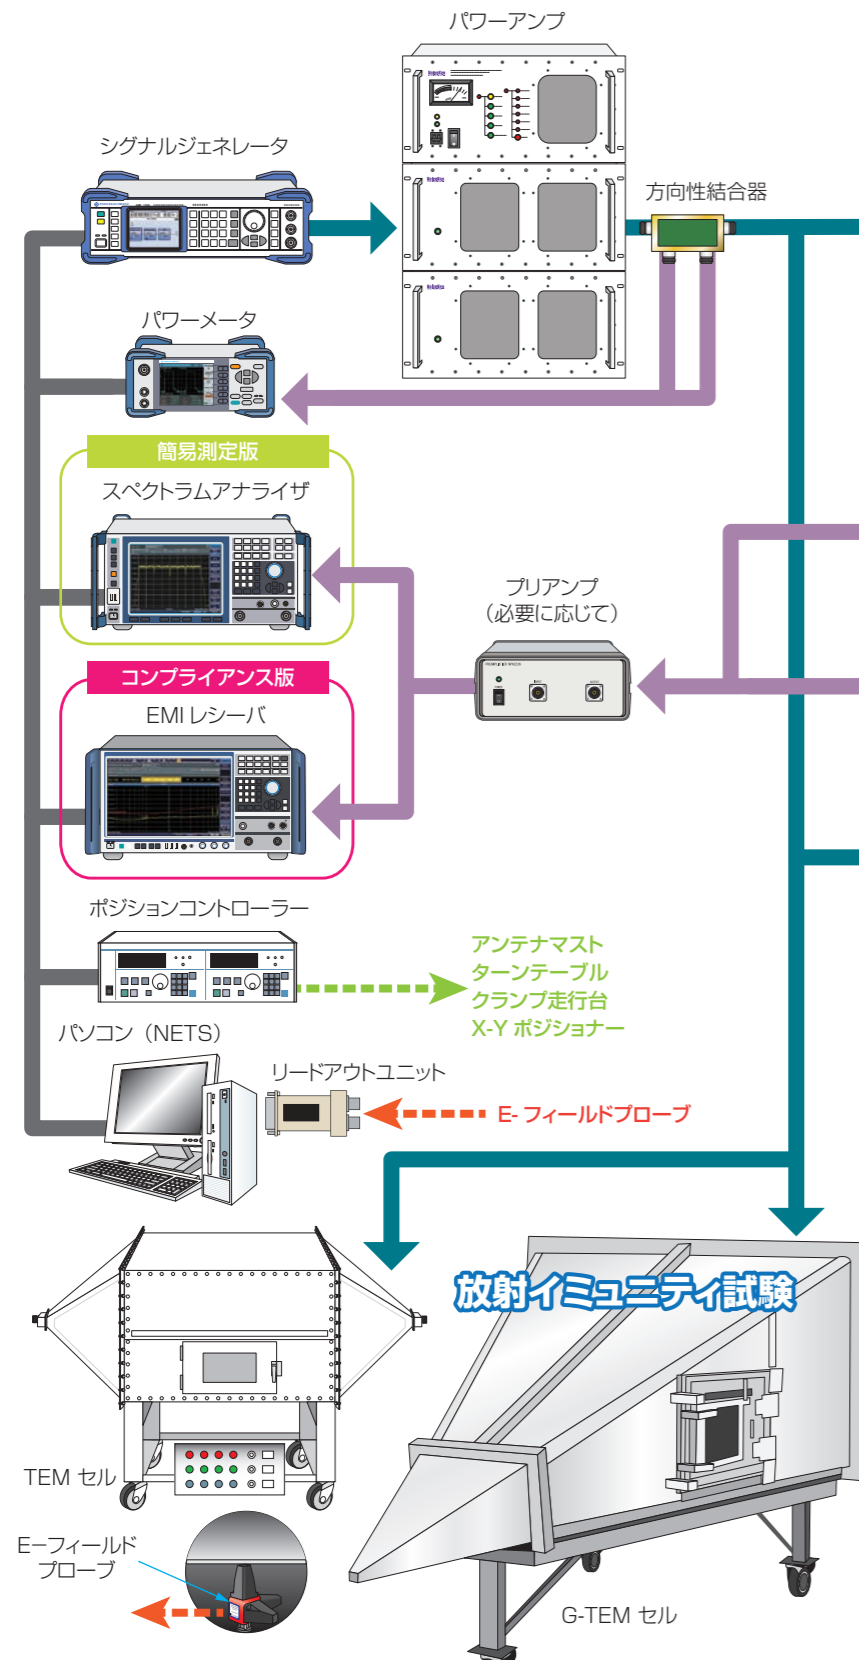 パワーアンプ
シグナルジェネレータ
方向性結合器
パワーメータ
簡易測定版
スペクトラムアナライザ
プリアンプ
（必要に応じて）
コンプライアンス版
EMI レシーバ
ポジションコントローラー
アンテナマスト
ターンテーブル
クランプ走行台
X-Y ポジショナー
パソコン（NETS）
リードアウトユニット
E- フィールドプローブ
放射イミュニティ試験
TEM セル
E−フィールド
プローブ
G-TEM セル